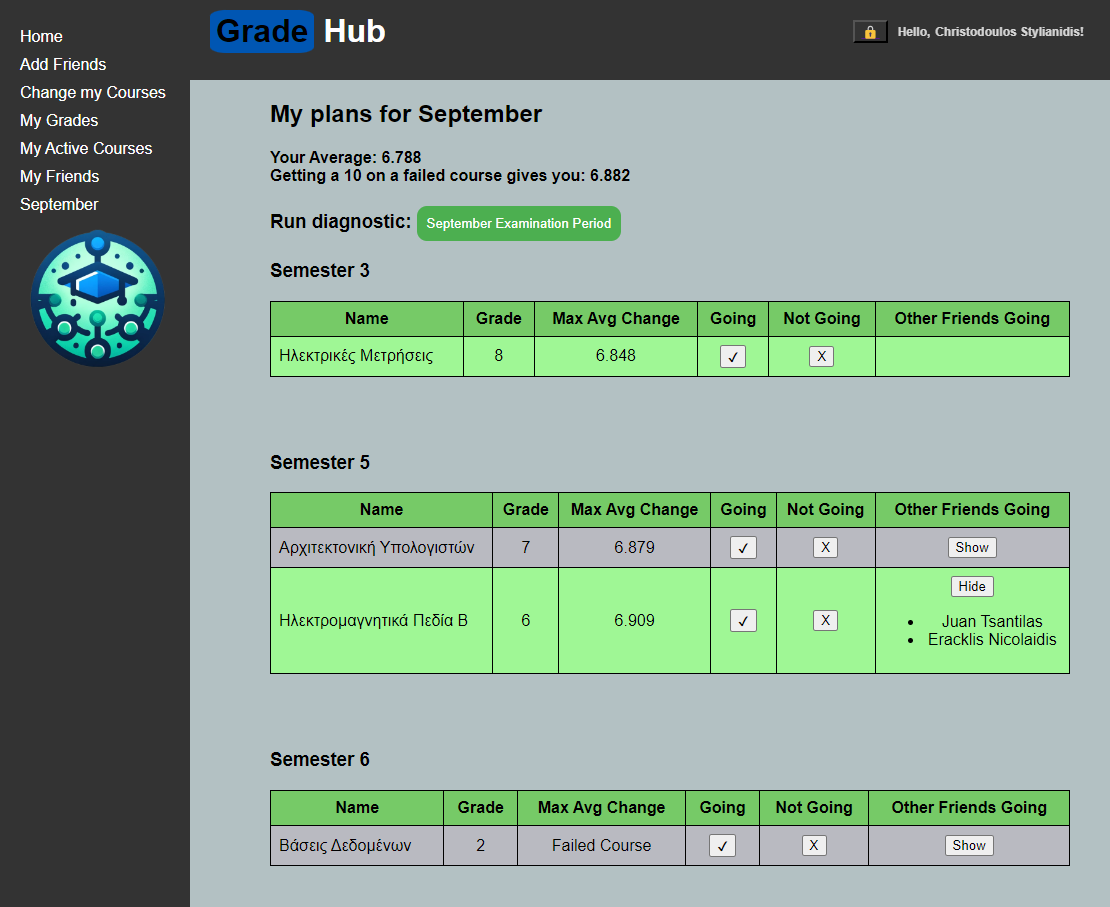 Home
Add Friends
Change my Courses
My Grades
My Active Courses
My Friends
September
Grade Hub
Hello, Christodoulos Stylianidis!
My plans for September
Your Average: 6.788
Getting a 10 on a failed course gives you: 6.882
Run diagnostic: September Examination Period
Semester 3
Name Grade Max Avg Change Going Not Going Other Friends Going
Ηλεκτρικές Μετρήσεις 8 6.848 ✓ X
Semester 5
Name Grade Max Avg Change Going Not Going Other Friends Going
Αρχιτεκτονική Υπολογιστών 7 6.879 ✓ X Show
Ηλεκτρομαγνητικά Πεδία Β 6 6.909 ✓ X Hide
• Juan Tsantilas
• Eracklis Nicolaidis
Semester 6
Name Grade Max Avg Change Going Not Going Other Friends Going
Βάσεις Δεδομένων 2 Failed Course ✓ X Show